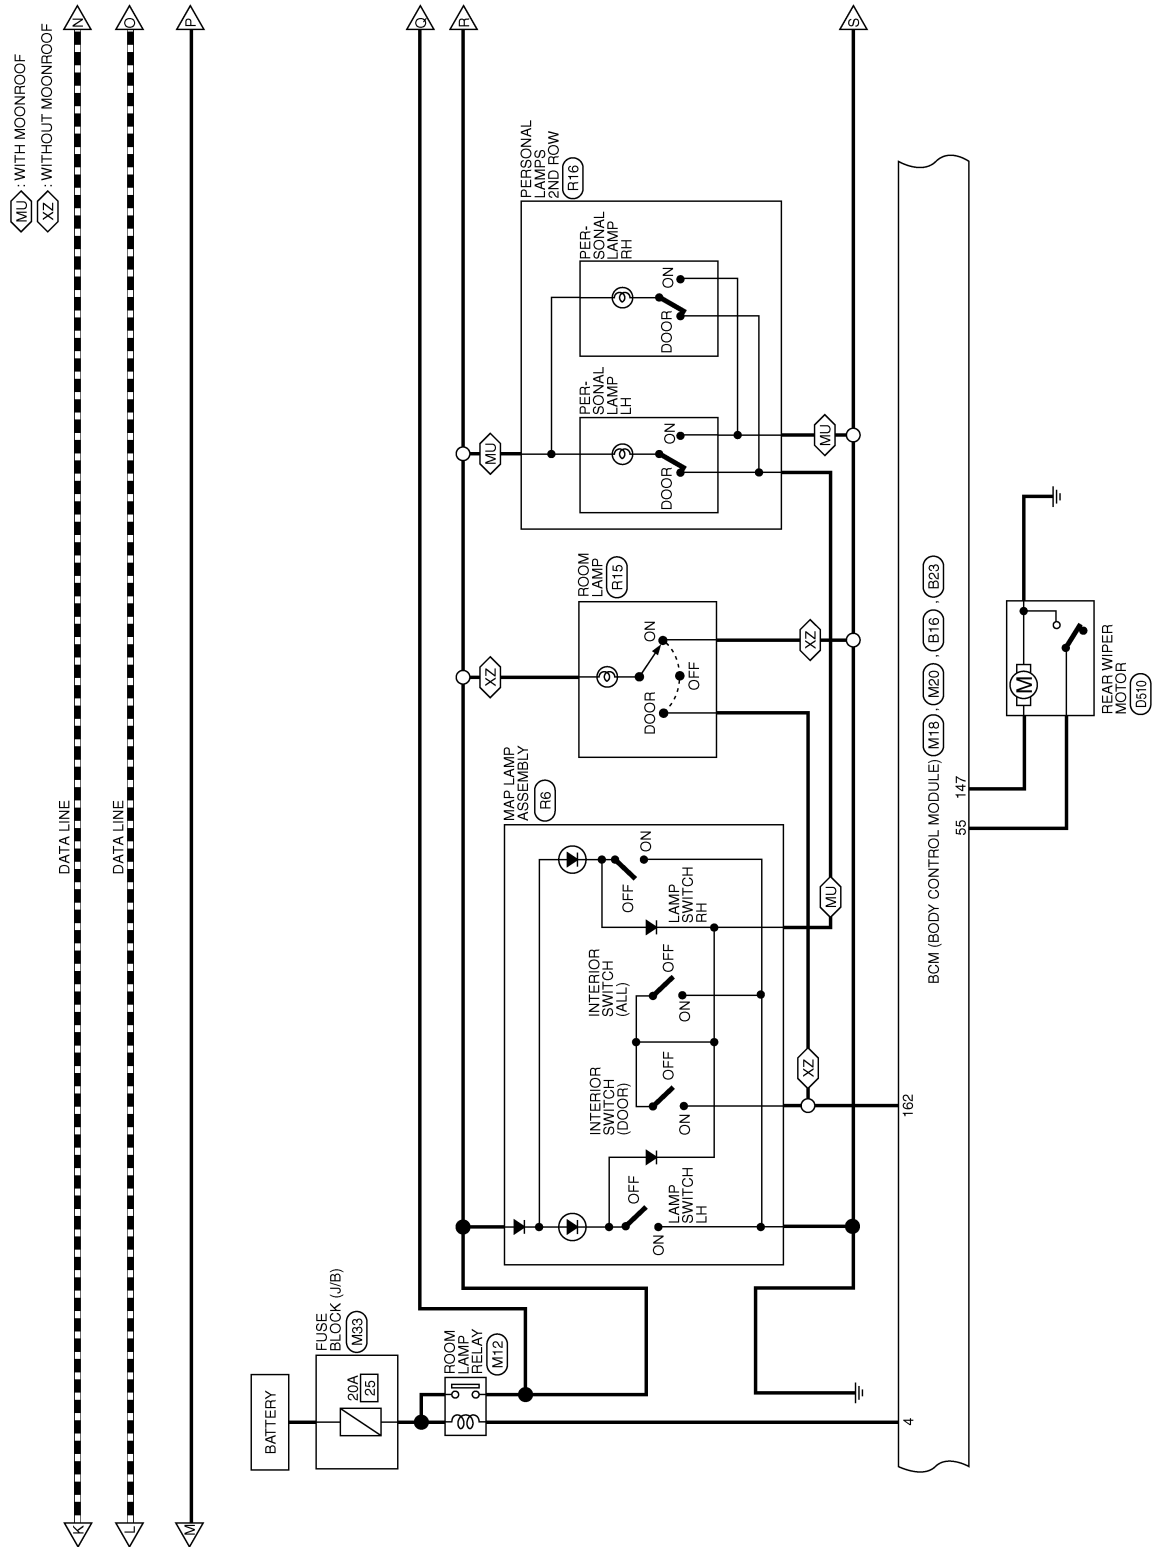 MU : WITH MOONROOF
XZ : WITHOUT MOONROOF
K
DATA LINE
N
L
DATA LINE
O
M
P
Q
R
S
BATTERY
FUSE
BLOCK (J/B)
M33
20A
25
ROOM
LAMP
RELAY
M12
MAP LAMP
ASSEMBLY
R6
LAMP
SWITCH
LH
ON
OFF
INTERIOR
SWITCH
(DOOR)
ON
OFF
INTERIOR
SWITCH
(ALL)
ON
OFF
LAMP
SWITCH
RH
OFF
ON
ROOM
LAMP
R15
DOOR
OFF
ON
XZ
XZ
XZ
PERSONAL
LAMPS
2ND ROW
R16
PER-
SONAL
LAMP
LH
DOOR
ON
PER-
SONAL
LAMP
RH
DOOR
ON
MU
MU
MU
4
162
BCM (BODY CONTROL MODULE) M18 , M20 , B16 , B23
55
147
M
REAR WIPER
MOTOR
D510